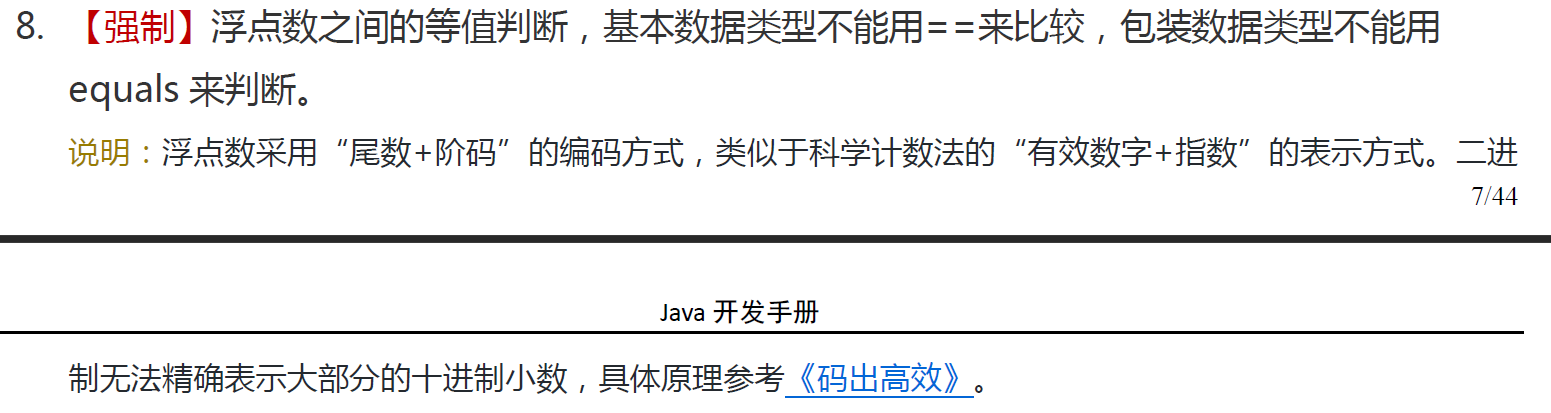 8. 【强制】浮点数之间的等值判断，基本数据类型不能用==来比较，包装数据类型不能用
equals 来判断。
说明：浮点数采用“尾数+阶码”的编码方式，类似于科学计数法的“有效数字+指数”的表示方式。二进
7/44
Java 开发手册
制无法精确表示大部分的十进制小数，具体原理参考《码出高效》。